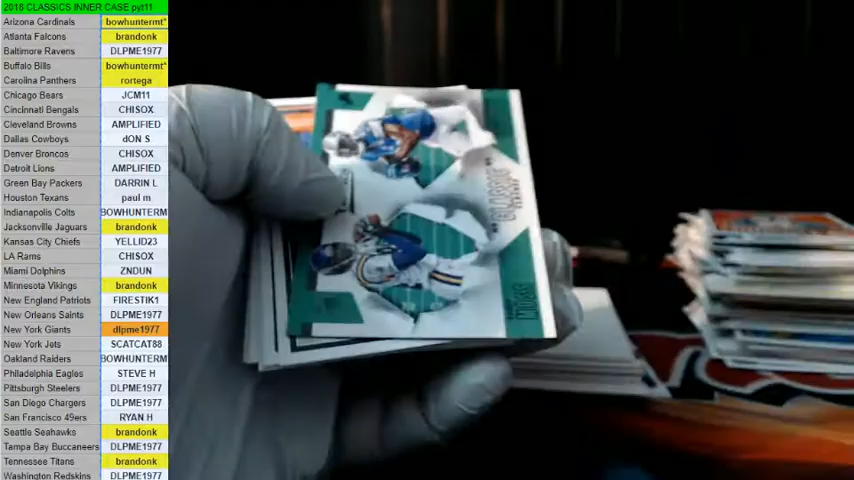 2018 CLASSICS INNER CASE pyt11
Arizona Cardinals bowhuntermt*
Atlanta Falcons brandonk
Baltimore Ravens DLPME1977
Buffalo Bills bowhuntermt*
Carolina Panthers rortega
Chicago Bears JCM11
Cincinnati Bengals CHISOX
Cleveland Browns AMPLIFIED
Dallas Cowboys dON S
Denver Broncos CHISOX
Detroit Lions AMPLIFIED
Green Bay Packers DARRIN L
Houston Texans paul m
Indianapolis Colts BOWHUNTERM
Jacksonville Jaguars brandonk
Kansas City Chiefs YELLID23
LA Rams CHISOX
Miami Dolphins ZNDUN
Minnesota Vikings brandonk
New England Patriots FIRESTIK1
New Orleans Saints DLPME1977
New York Giants dlpme1977
New York Jets SCATCAT88
Oakland Raiders BOWHUNTERM
Philadelphia Eagles STEVE H
Pittsburgh Steelers DLPME1977
San Diego Chargers DLPME1977
San Francisco 49ers RYAN H
Seattle Seahawks brandonk
Tampa Bay Buccaneers DLPME1977
Tennessee Titans brandonk
Washington Redskins DLPME1977